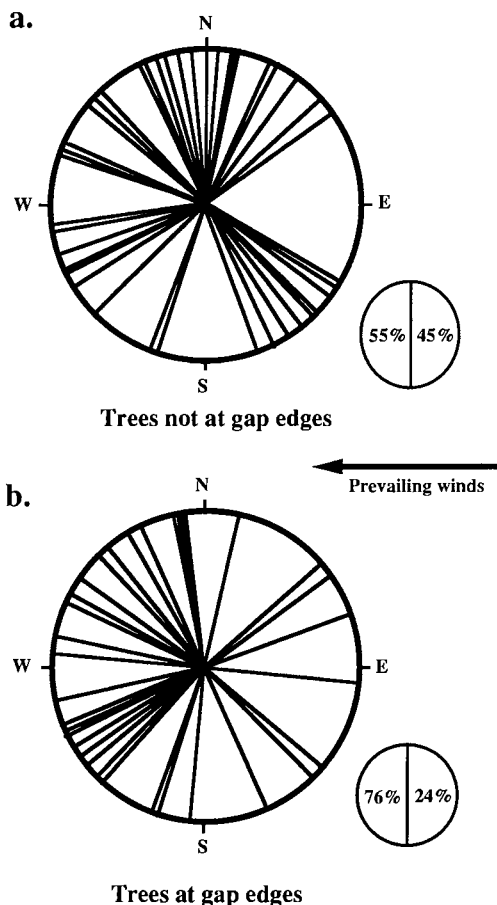 a.
N
W
E
S
55% 45%
Trees not at gap edges
Prevailing winds
b.
N
W
E
S
76% 24%
Trees at gap edges